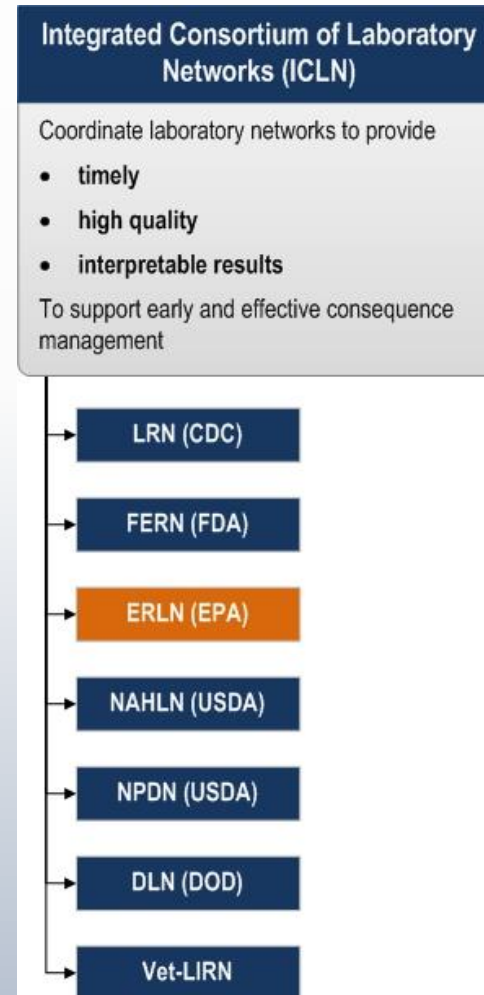 Integrated Consortium of Laboratory
Networks (ICLN)
Coordinate laboratory networks to provide
• timely
• high quality
• interpretable results
To support early and effective consequence
management
LRN (CDC)
FERN (FDA)
ERLN (EPA)
NAHLN (USDA)
NPDN (USDA)
DLN (DOD)
Vet-LIRN